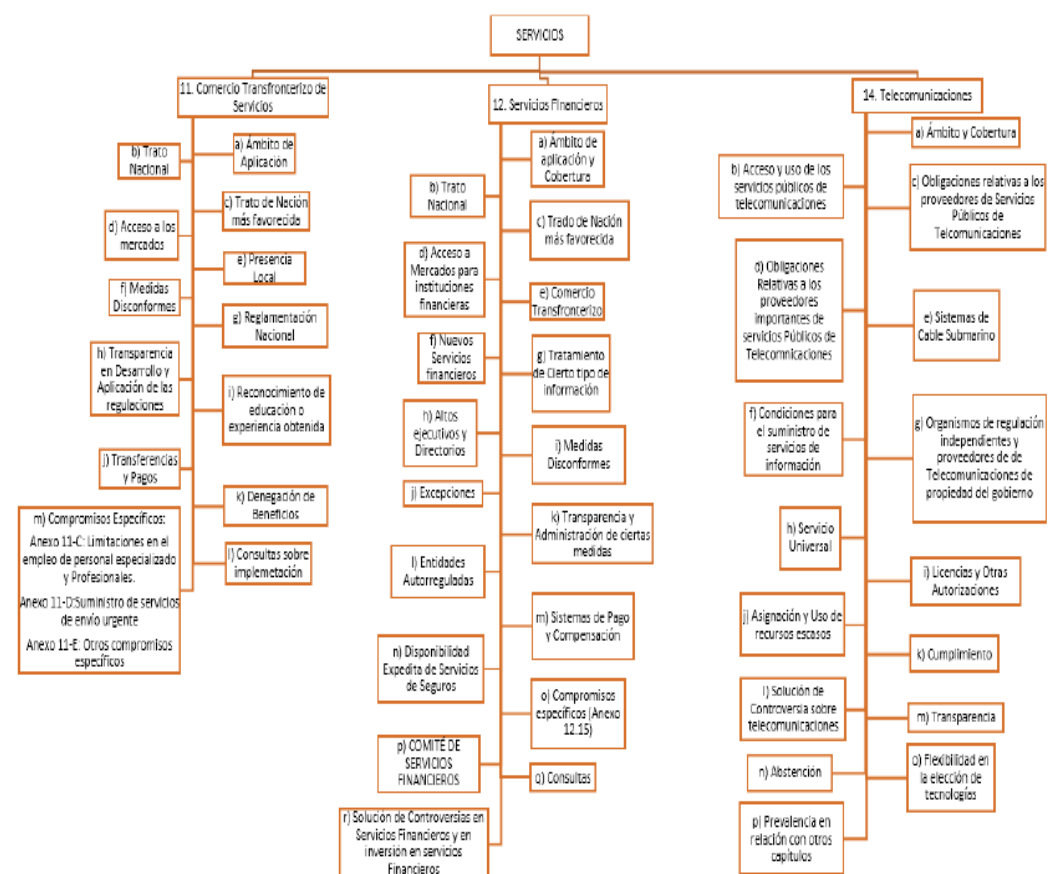 SERVICIOS
11. Comercio Transfronterizo de
Servicios
a) Ámbito de
Aplicación
b) Trato
Nacional
c) Trato de Nación
más favorecida
d) Acceso a los
mercados
e) Presencia
Local
f) Medidas
Disconformes
g) Reglamentación
Nacional
h) Transparencia
en Desarrollo y
Aplicación de las
regulaciones
i) Reconocimiento de
educación o
experiencia obtenida
j) Transferencias
y Pagos
k) Denegación de
Beneficios
l) Consultas sobre
implemetación
m) Compromisos Específicos:
Anexo 11-C: Limitaciones en el
empleo de personal especializado
y Profesionales.
Anexo 11-D:Suministro de servicios
de envío urgente
Anexo 11-E: Otros compromisos
específicos
12. Servicios Financieros
a) Ámbito de
aplicación y
Cobertura
b) Trato
Nacional
c) Trado de Nación
más favorecida
d) Acceso a
Mercados para
instituciones
financieras
e) Comercio
Transfronterizo
f) Nuevos
Servicios
financieros
g) Tratamiento
de Cierto tipo de
información
h) Altos
ejecutivos y
Directorios
i) Medidas
Disconformes
j) Excepciones
k) Transparencia y
Administración de ciertas
medidas
l) Entidades
Autorreguladas
m) Sistemas de Pago
y Compensación
n) Disponibilidad
Expedita de Servicios
de Seguros
o) Compromisos
específicos (Anexo
12.15)
p) COMITÉ DE
SERVICIOS
FINANCIEROS
q) Consultas
r) Solución de Controversias en
Servicios Financieros y en
inversión en servicios
Financieros
14. Telecomunicaciones
a) Ámbito y Cobertura
b) Acceso y uso de los
servicios públicos de
telecomunicaciones
c) Obligaciones relativas a los
proveedores de Servicios
Públicos de
Telcomunicaciones
d) Obligaciones
Relativas a los
proveedores
importantes de
servicios Públicos de
Telecomnicaciones
e) Sistemas de
Cable Submarino
f) Condiciones para
el suministro de
servicios de
información
g) Organismos de regulación
independientes y
proveedores de de
Telecomunicaciones de
propiedad del gobierno
h) Servicio
Universal
i) Licencias y Otras
Autorizaciones
j) Asignación y Uso de
recursos escasos
k) Cumplimiento
l) Solución de
Controversia sobre
telecomunicaciones
m) Transparencia
n) Abstención
o) Flexibilidad en
la elección de
tecnologías
p) Prevalencia en
relación con otros
capítulos